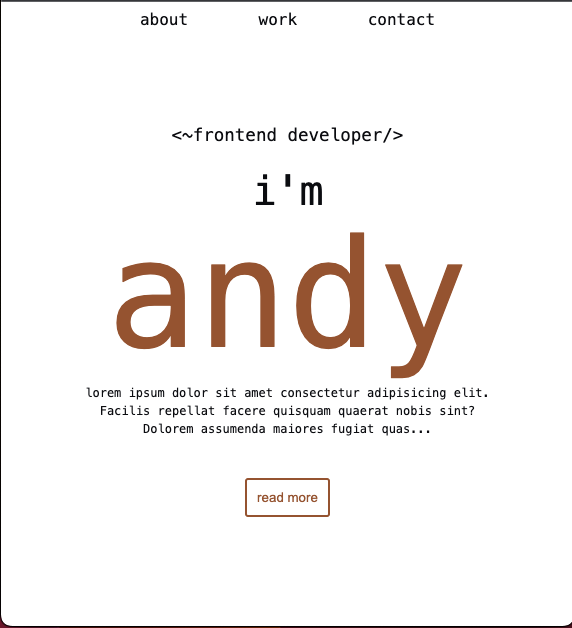 about work contact
<~frontend developer/>
i'm
andy
lorem ipsum dolor sit amet consectetur adipisicing elit.
Facilis repellat facere quisquam quaerat nobis sint?
Dolorem assumenda maiores fugiat quas...
read more